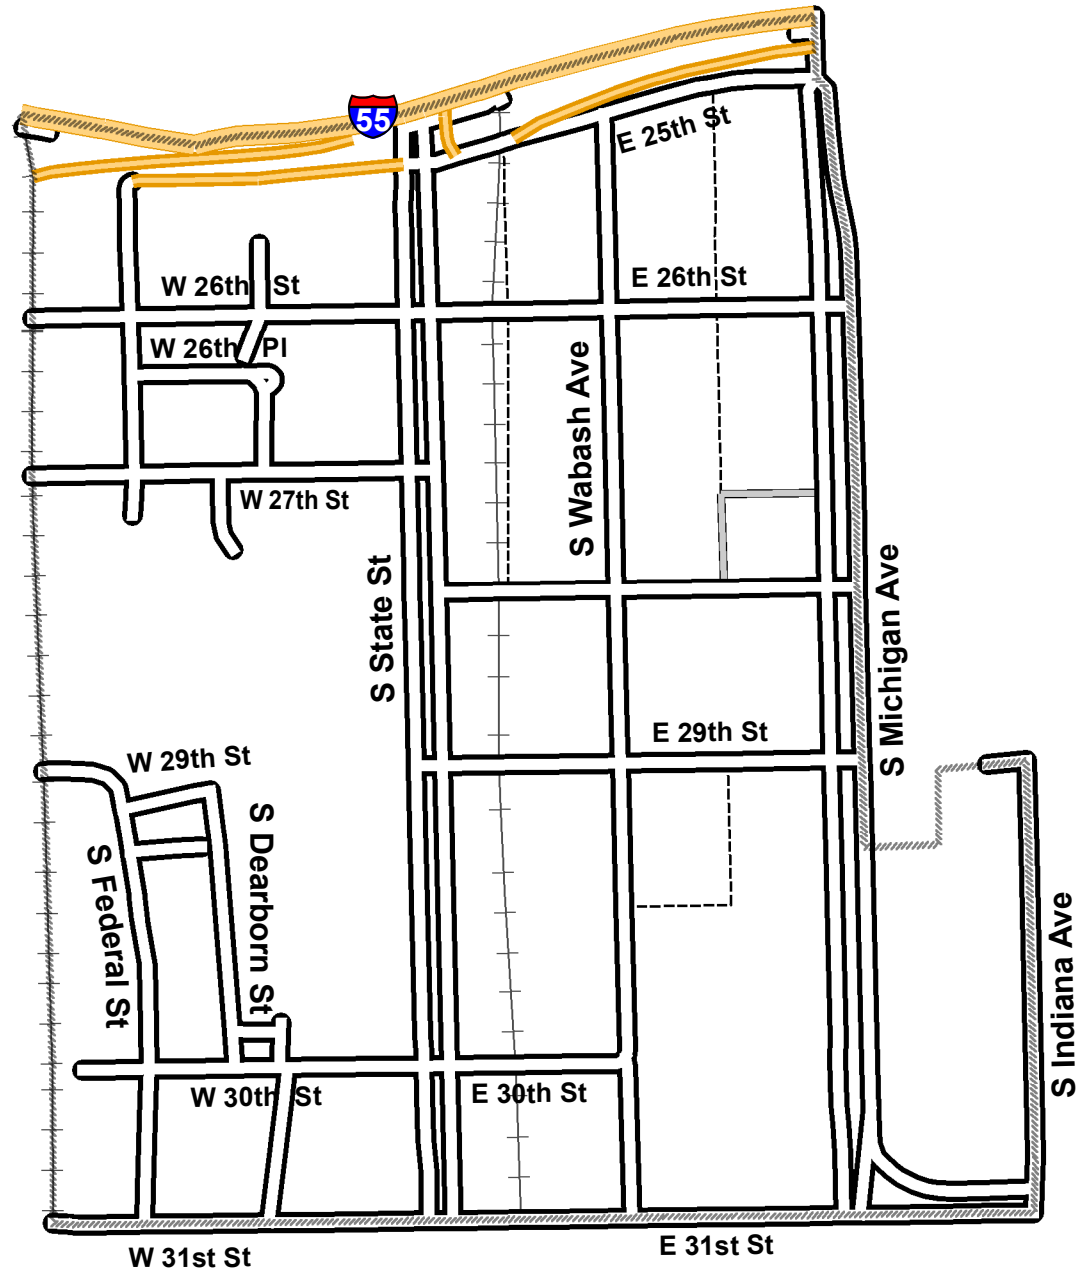 55
E 25th St
W 26th St
E 26th St
W 26th Pl
S Wabash Ave
W 27th St
S State St
S Michigan Ave
E 29th St
W 29th St
S Dearborn St
S Federal St
S Indiana Ave
W 30th St
E 30th St
E 31st St
W 31st St